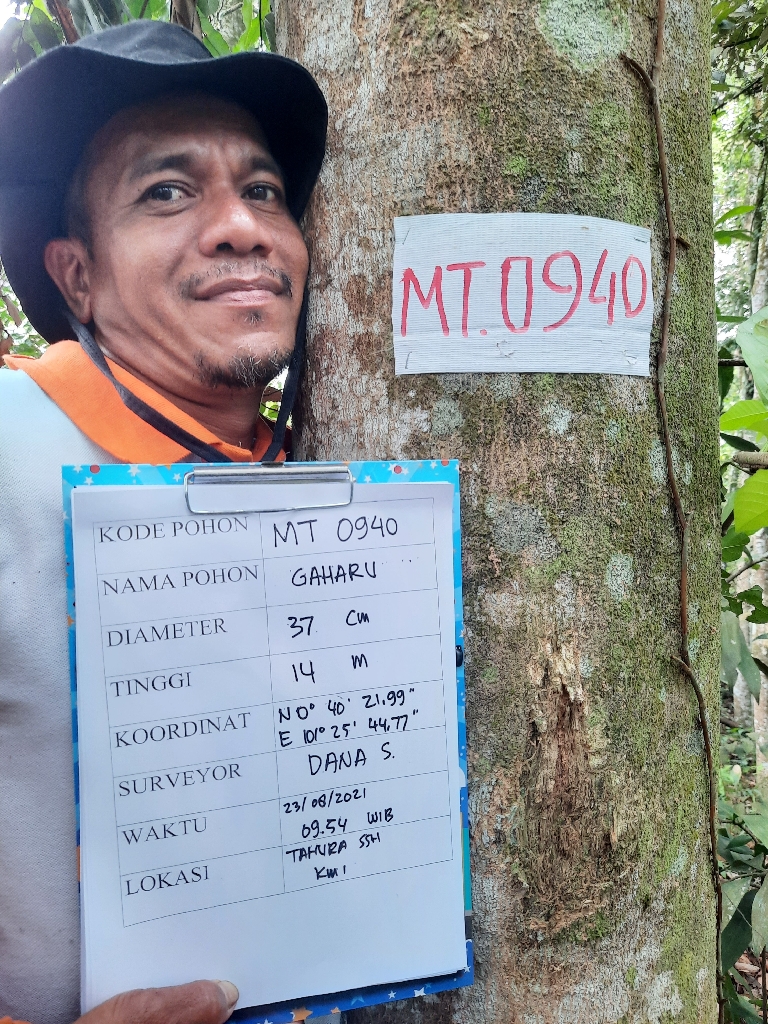 MT.0940
KODE POHON MT 0940
NAMA POHON GAHARU
DIAMETER 37 Cm
TINGGI 14 m
KOORDINAT N 0° 40' 21.99"
E 101° 25' 44.77"
SURVEYOR DANA S.
WAKTU 23/08/2021
09.54 WIB
LOKASI TAHURA SSH
KM 1